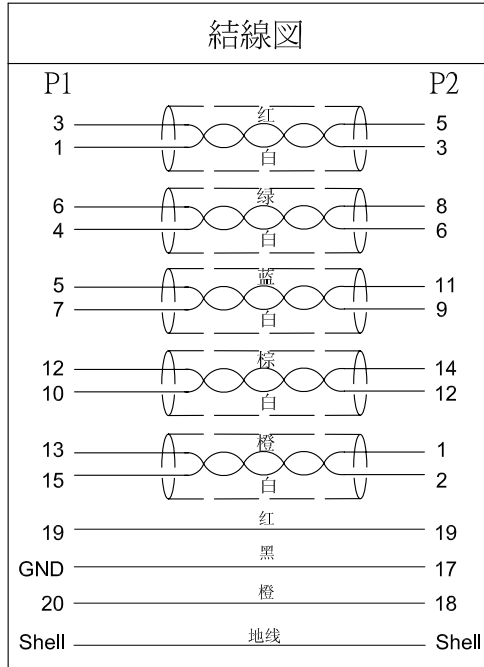 結線図
P1 P2
3 红 5
1 白 3
6 绿 8
4 白 6
5 蓝 11
7 白 9
12 棕 14
10 白 12
13 橙 1
15 白 2
19 红 19
GND 黑 17
20 橙 18
Shell 地线 Shell